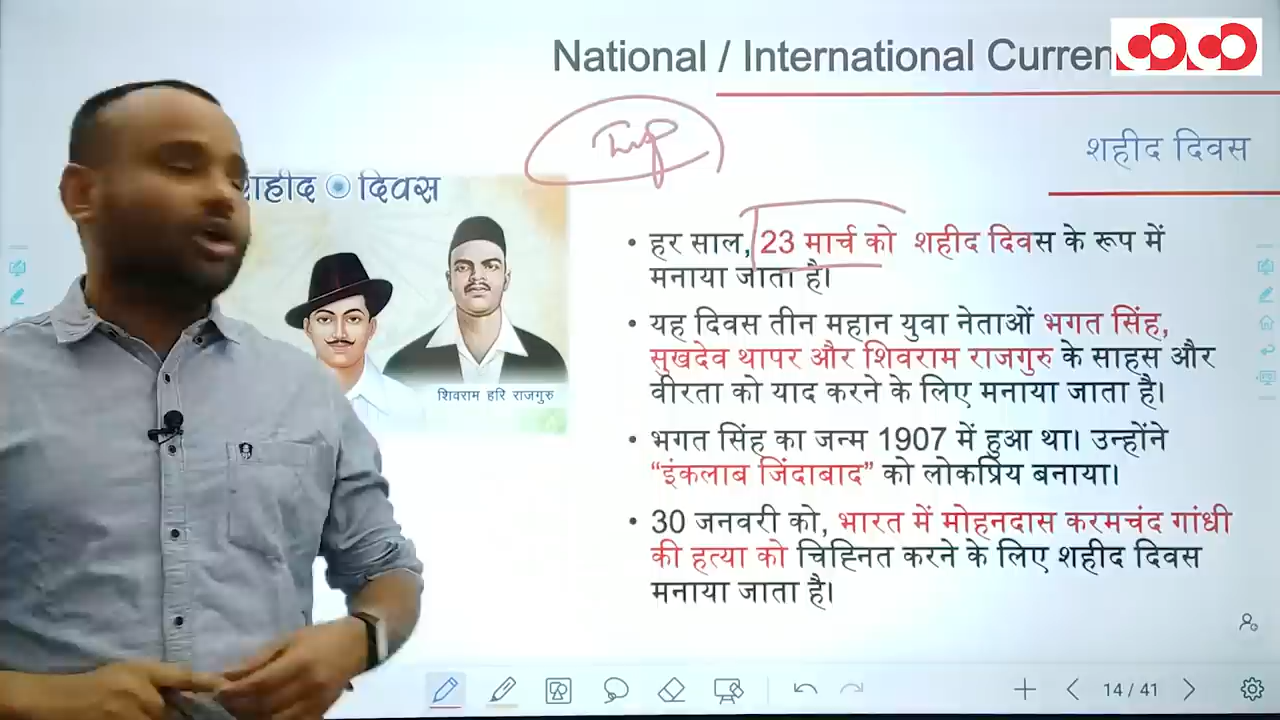 National / International Curren
Imp
शहीद दिवस
शहीद दिवस
हर साल, 23 मार्च को शहीद दिवस के रूप में
मनाया जाता है।
यह दिवस तीन महान युवा नेताओं भगत सिंह,
सुखदेव थापर और शिवराम राजगुरु के साहस और
वीरता को याद करने के लिए मनाया जाता है।
शिवराम हरि राजगुरु
भगत सिंह का जन्म 1907 में हुआ था। उन्होंने
“इंकलाब जिंदाबाद” को लोकप्रिय बनाया।
30 जनवरी को, भारत में मोहनदास करमचंद गांधी
की हत्या को चिह्नित करने के लिए शहीद दिवस
मनाया जाता है।
14 / 41